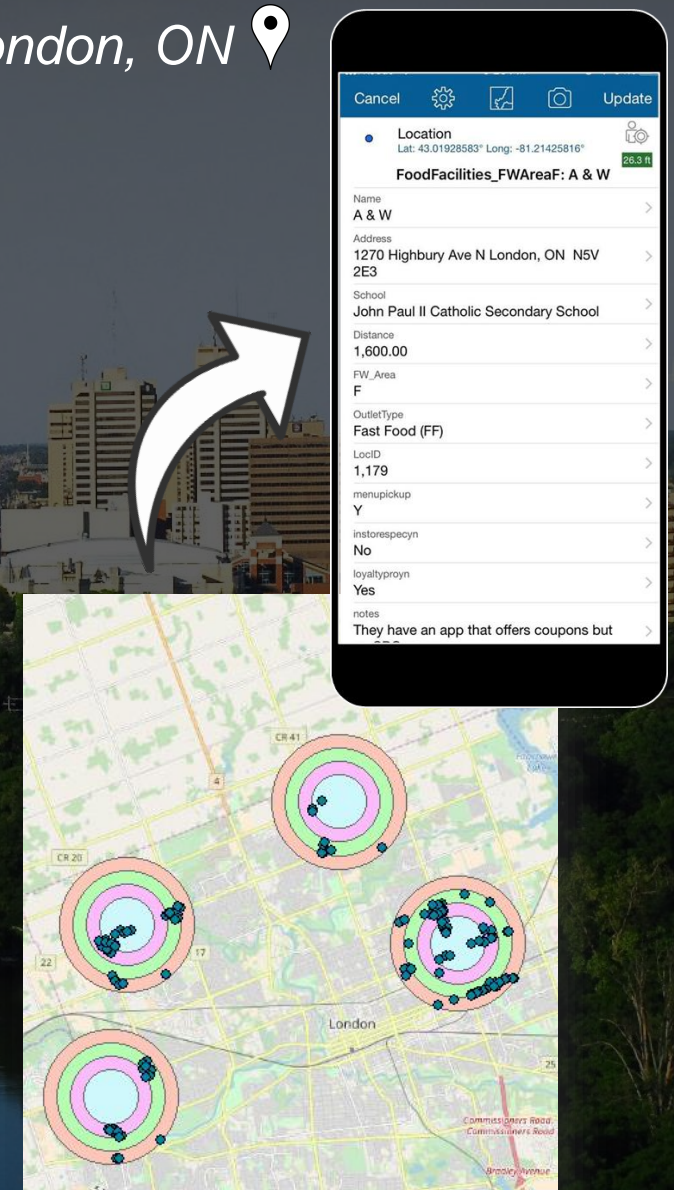 ondon, ON
Cancel Update
Location
Lat: 43.01928583° Long: -81.21425816°
26.3 ft
FoodFacilities_FWAreaF: A & W
Name
A & W
Address
1270 Highbury Ave N London, ON N5V
2E3
School
John Paul II Catholic Secondary School
Distance
1,600.00
FW_Area
F
OutletType
Fast Food (FF)
LocID
1,179
menupickup
Y
instorespecyn
No
loyaltyproyn
Yes
notes
They have an app that offers coupons but
CR 41
4
CR 20
22
17
London
25
Commissioners Road
Commissioners Road
Bradley Avenue